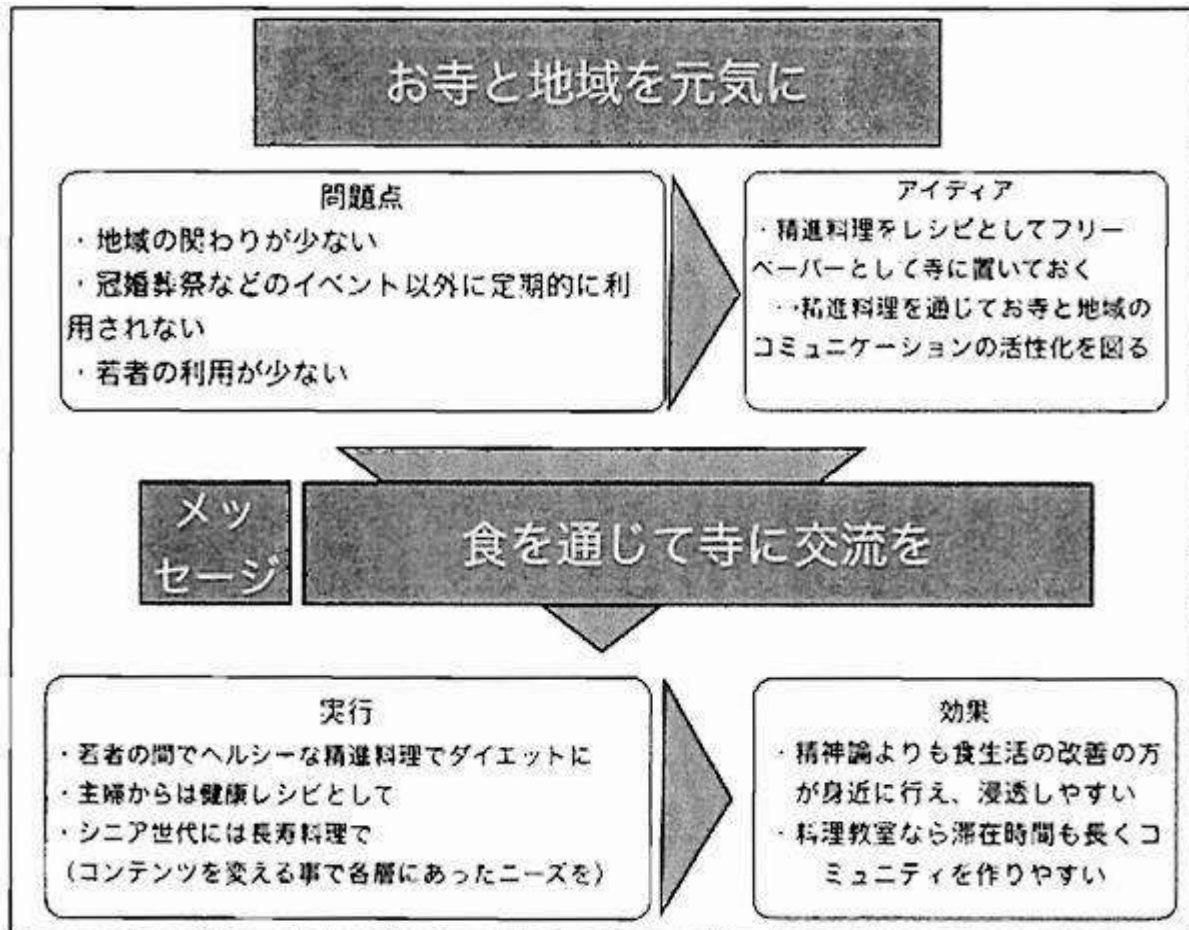 お寺と地域を元気に
問題点
・地域の関わりが少ない
・冠婚葬祭などのイベント以外に定期的に利
用されない
・若者の利用が少ない
アイディア
・精進料理をレシピとしてフリー
ペーパーとして寺に置いておく
…精進料理を通じてお寺と地域の
コミュニケーションの活性化を図る
メッ
セージ
食を通じて寺に交流を
実行
・若者の間でヘルシーな精進料理でダイエットに
・主婦からは健康レシピとして
・シニア世代には長寿料理で
(コンテンツを変える事で各層にあったニーズを)
効果
・精神論よりも食生活の改善の方
が身近に行え、浸透しやすい
・料理教室なら滞在時間も長くコ
ミュニティを作りやすい